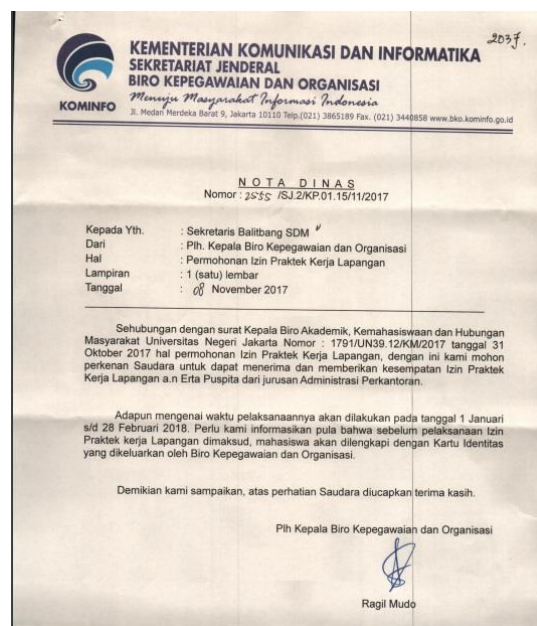 2037.
KEMENTERIAN KOMUNIKASI DAN INFORMATIKA
SEKRETARIAT JENDERAL
BIRO KEPEGAWAIAN DAN ORGANISASI
Menuju Masyarakat Informasi Indonesia
KOMINFO
Jl. Medan Merdeka Barat 9, Jakarta 10110 Telp.(021) 3865189 Fax. (021) 3440858 www.bko.kominfo.go.id
NOTA DINAS
Nomor : 2555 /SJ.2/KP.01.15/11/2017
Kepada Yth. : Sekretaris Balitbang SDM
Dari : Plh. Kepala Biro Kepegawaian dan Organisasi
Hal : Permohonan Izin Praktek Kerja Lapangan
Lampiran : 1 (satu) lembar
Tanggal : 08 November 2017
Sehubungan dengan surat Kepala Biro Akademik, Kemahasiswaan dan Hubungan
Masyarakat Universitas Negeri Jakarta Nomor : 1791/UN39.12/KM/2017 tanggal 31
Oktober 2017 hal permohonan Izin Praktek Kerja Lapangan, dengan ini kami mohon
perkenan Saudara untuk dapat menerima dan memberikan kesempatan Izin Praktek
Kerja Lapangan a.n Erta Puspita dari jurusan Administrasi Perkantoran.
Adapun mengenai waktu pelaksanaannya akan dilakukan pada tanggal 1 Januari
s/d 28 Februari 2018. Perlu kami informasikan pula bahwa sebelum pelaksanaan Izin
Praktek kerja Lapangan dimaksud, mahasiswa akan dilengkapi dengan Kartu Identitas
yang dikeluarkan oleh Biro Kepegawaian dan Organisasi.
Demikian kami sampaikan, atas perhatian Saudara diucapkan terima kasih.
Plh Kepala Biro Kepegawaian dan Organisasi
Ragil Mudo